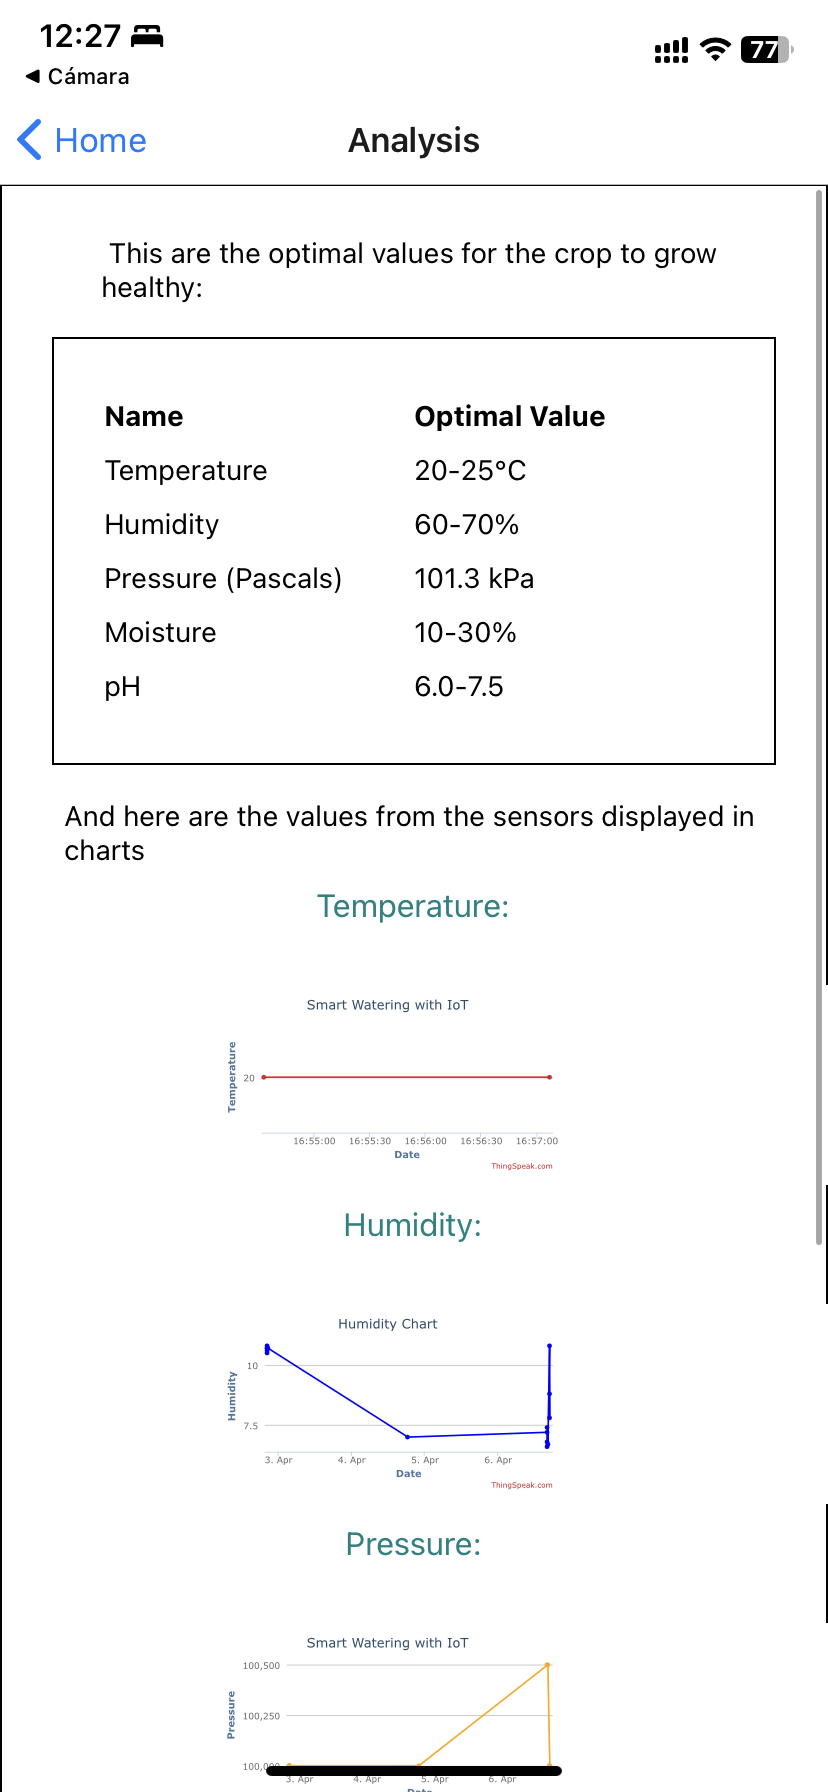 12:27
77
Cámara
Home
Analysis
This are the optimal values for the crop to grow
healthy:
Name Optimal Value
Temperature 20-25°C
Humidity 60-70%
Pressure (Pascals) 101.3 kPa
Moisture 10-30%
pH 6.0-7.5
And here are the values from the sensors displayed in
charts
Temperature:
Smart Watering with IoT
Temperature
20
16:55:00 16:55:30 16:56:00 16:56:30 16:57:00
Date
ThingSpeak.com
Humidity:
Humidity Chart
Humidity
10
7.5
3. Apr 4. Apr 5. Apr 6. Apr
Date
ThingSpeak.com
Pressure:
Smart Watering with IoT
Pressure
100,500
100,250
3. Apr 4. Apr 5. Apr 6. Apr